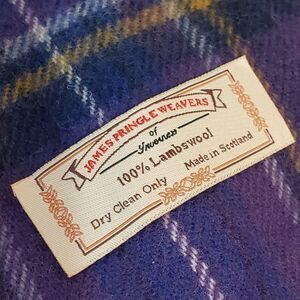 JAMES PRINGLE WEAVERS
of
Inverness
100% Lambswool
Dry Clean Only Made in Scotland